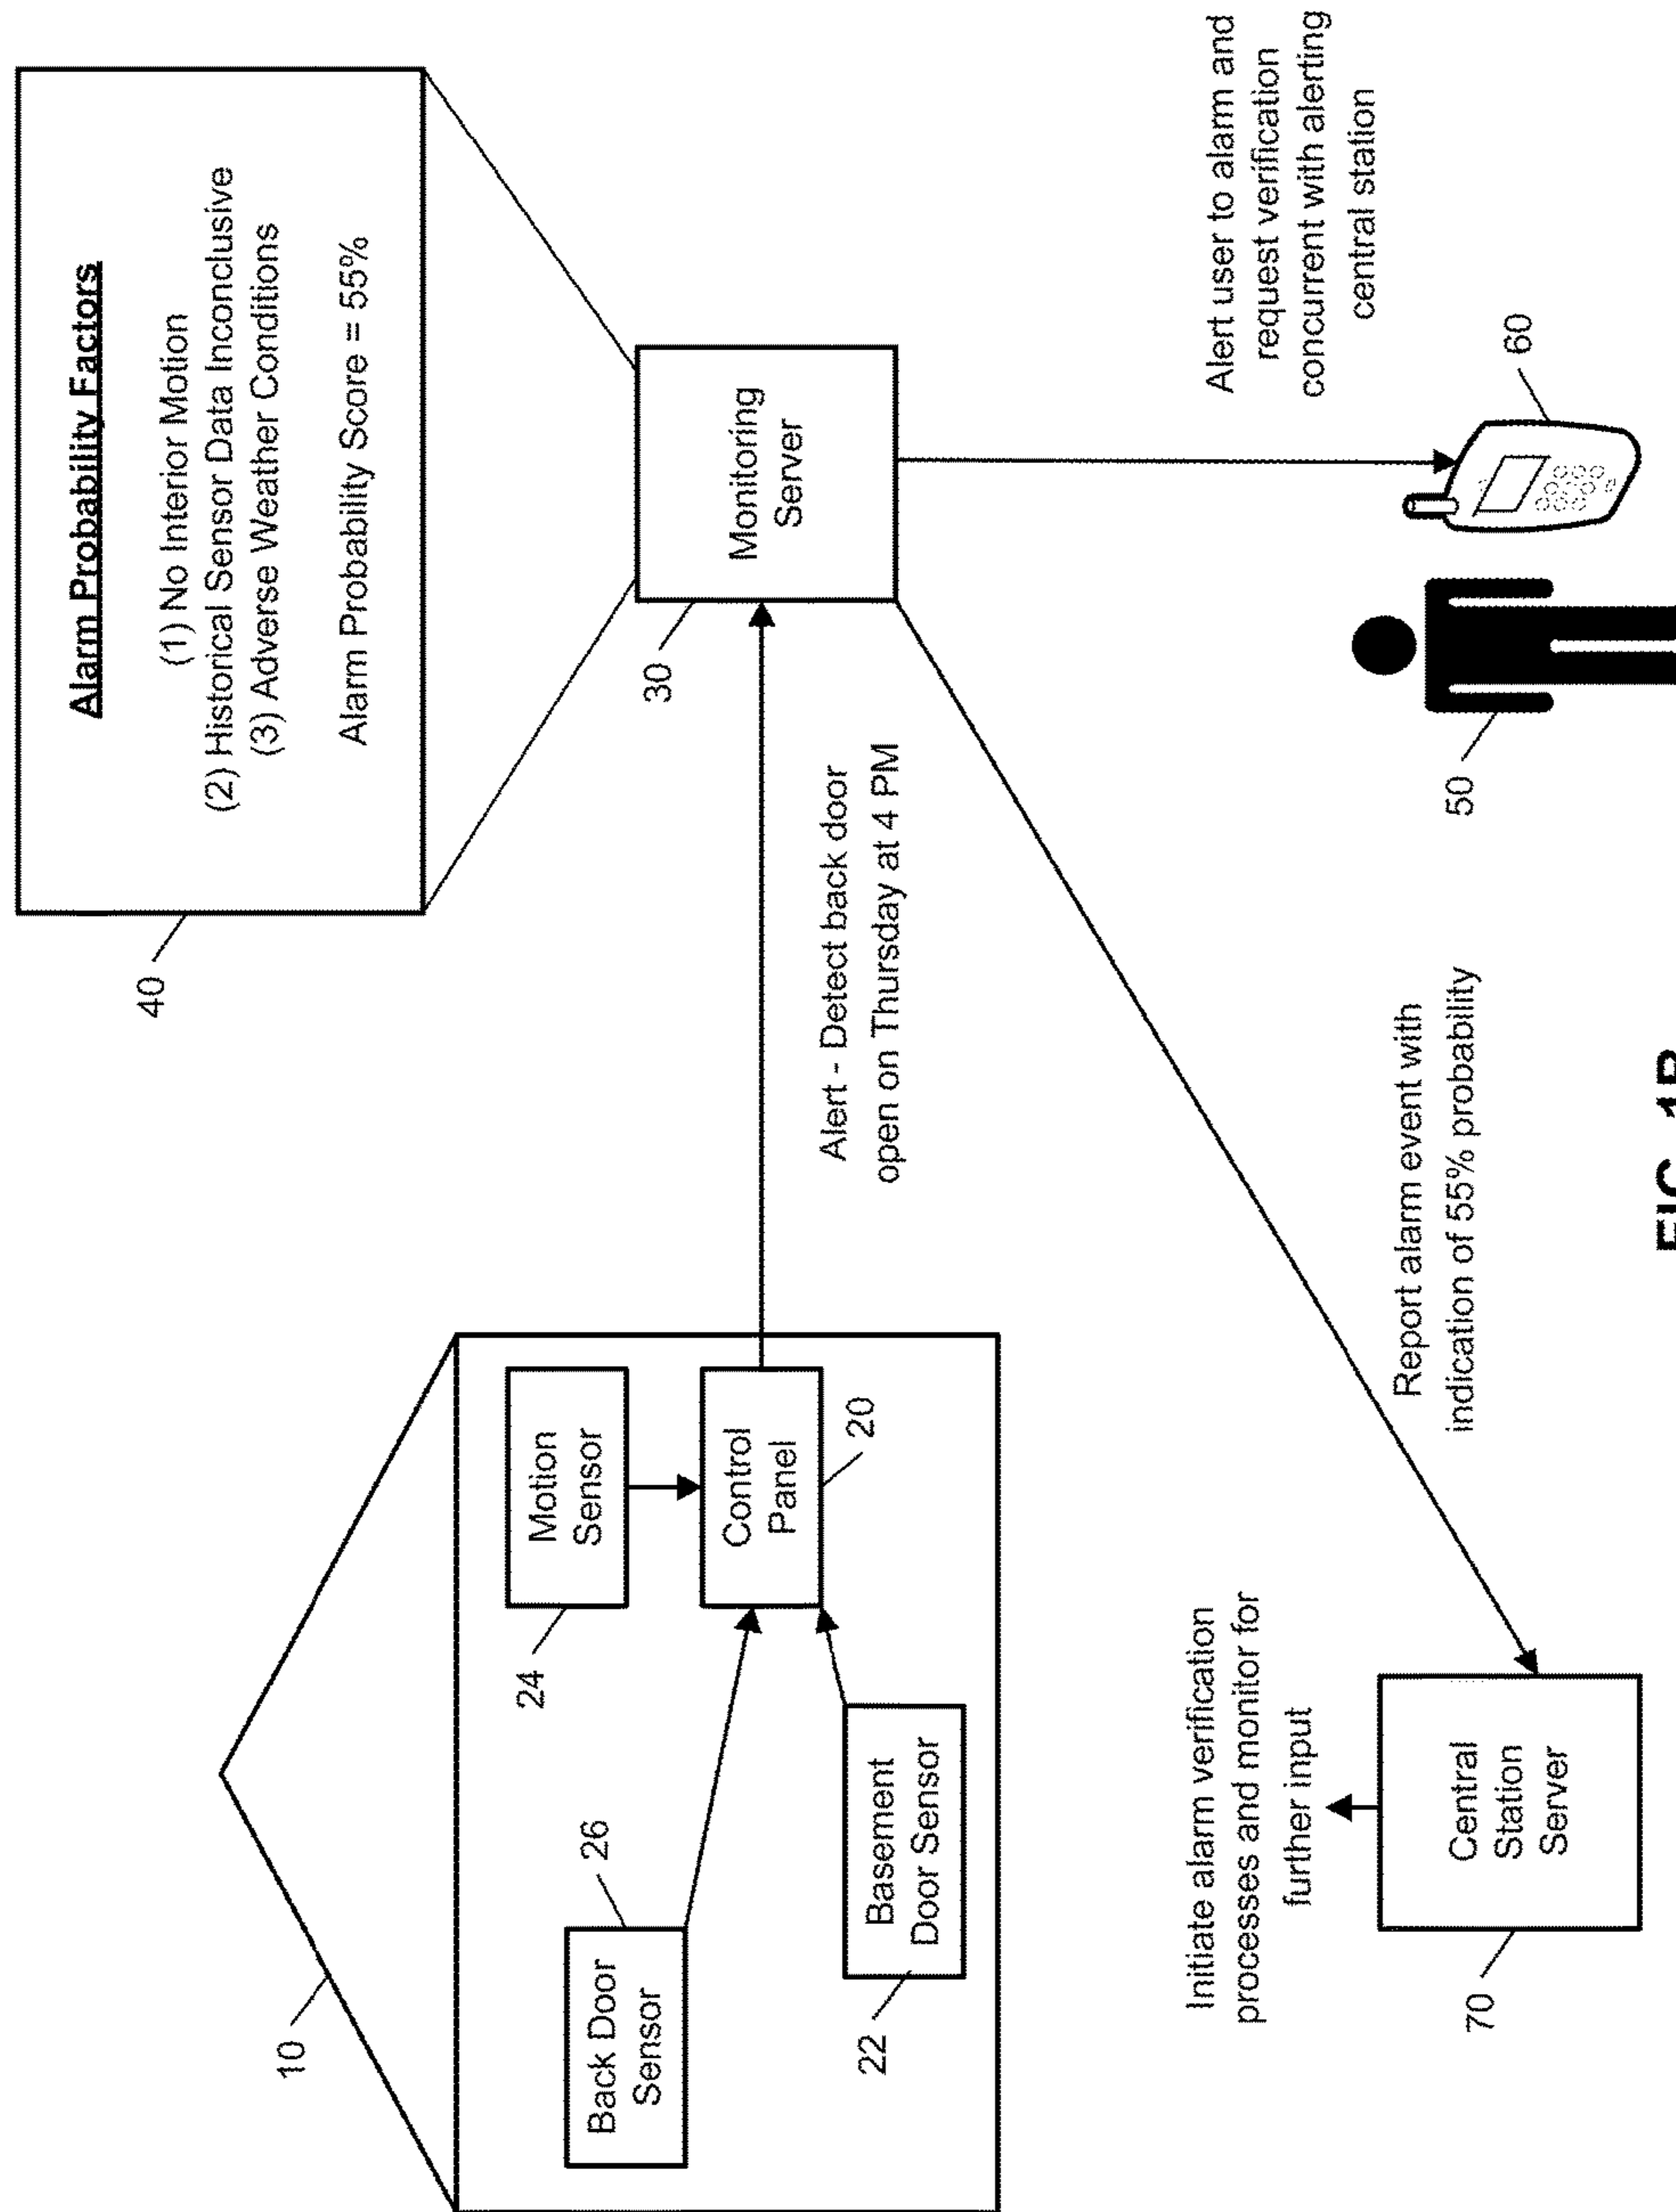 10
Back Door
Sensor
26
Basement
Door Sensor
22
Motion
Sensor
24
Control
Panel
20
Alert - Detect back door
open on Thursday at 4 PM
40
Alarm Probability Factors
(1) No Interior Motion
(2) Historical Sensor Data Inconclusive
(3) Adverse Weather Conditions
Alarm Probability Score = 55%
Monitoring
Server
30
Initiate alarm verification
processes and monitor for
further input
Central
Station
Server
70
Report alarm event with
indication of 55% probability
50
60
Alert user to alarm and
request verification
concurrent with alerting
central station
FIG. 1B